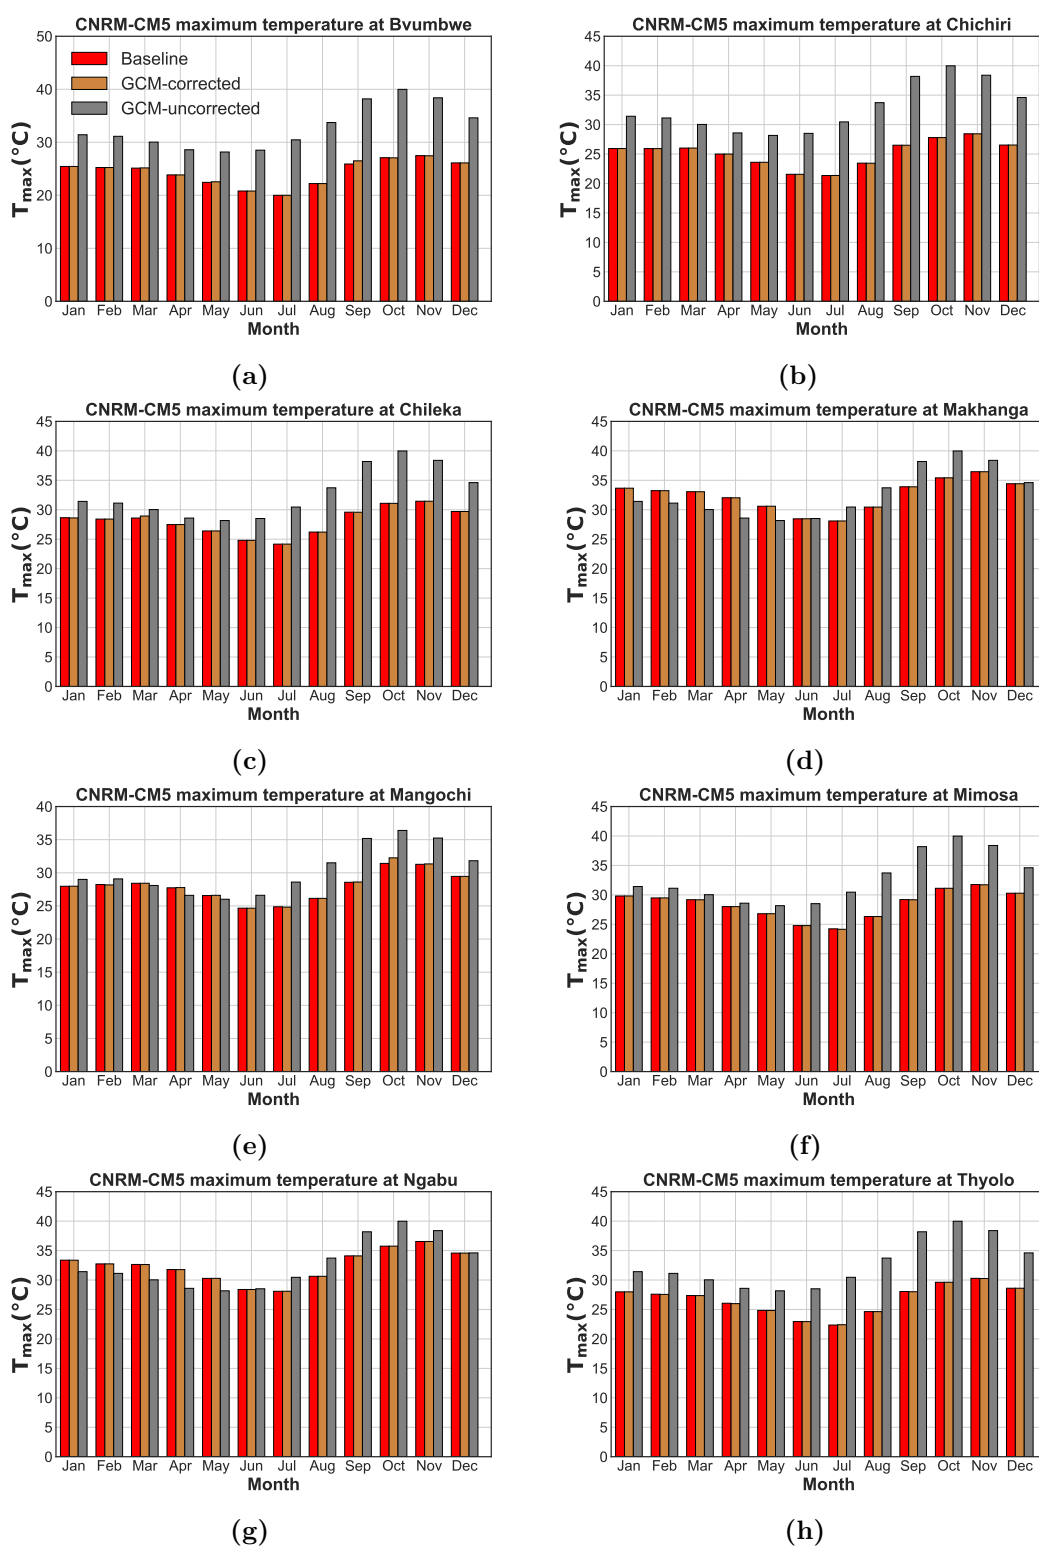 CNRM-CM5 maximum temperature at Bvumbwe
50
40
30
20
10
0
Tmax(°C)
Baseline
GCM-corrected
GCM-uncorrected
Jan Feb Mar Apr May Jun Jul Aug Sep Oct Nov Dec
Month
(a)
CNRM-CM5 maximum temperature at Chichiri
45
40
35
30
25
20
15
10
5
0
Tmax(°C)
Jan Feb Mar Apr May Jun Jul Aug Sep Oct Nov Dec
Month
(b)
CNRM-CM5 maximum temperature at Chileka
45
40
35
30
25
20
15
10
5
0
Tmax(°C)
Jan Feb Mar Apr May Jun Jul Aug Sep Oct Nov Dec
Month
(c)
CNRM-CM5 maximum temperature at Makhanga
45
40
35
30
25
20
15
10
5
0
Tmax(°C)
Jan Feb Mar Apr May Jun Jul Aug Sep Oct Nov Dec
Month
(d)
CNRM-CM5 maximum temperature at Mangochi
40
35
30
25
20
15
10
5
0
Tmax(°C)
Jan Feb Mar Apr May Jun Jul Aug Sep Oct Nov Dec
Month
(e)
CNRM-CM5 maximum temperature at Mimosa
45
40
35
30
25
20
15
10
5
0
Tmax(°C)
Jan Feb Mar Apr May Jun Jul Aug Sep Oct Nov Dec
Month
(f)
CNRM-CM5 maximum temperature at Ngabu
45
40
35
30
25
20
15
10
5
0
Tmax(°C)
Jan Feb Mar Apr May Jun Jul Aug Sep Oct Nov Dec
Month
(g)
CNRM-CM5 maximum temperature at Thyolo
45
40
35
30
25
20
15
10
5
0
Tmax(°C)
Jan Feb Mar Apr May Jun Jul Aug Sep Oct Nov Dec
Month
(h)